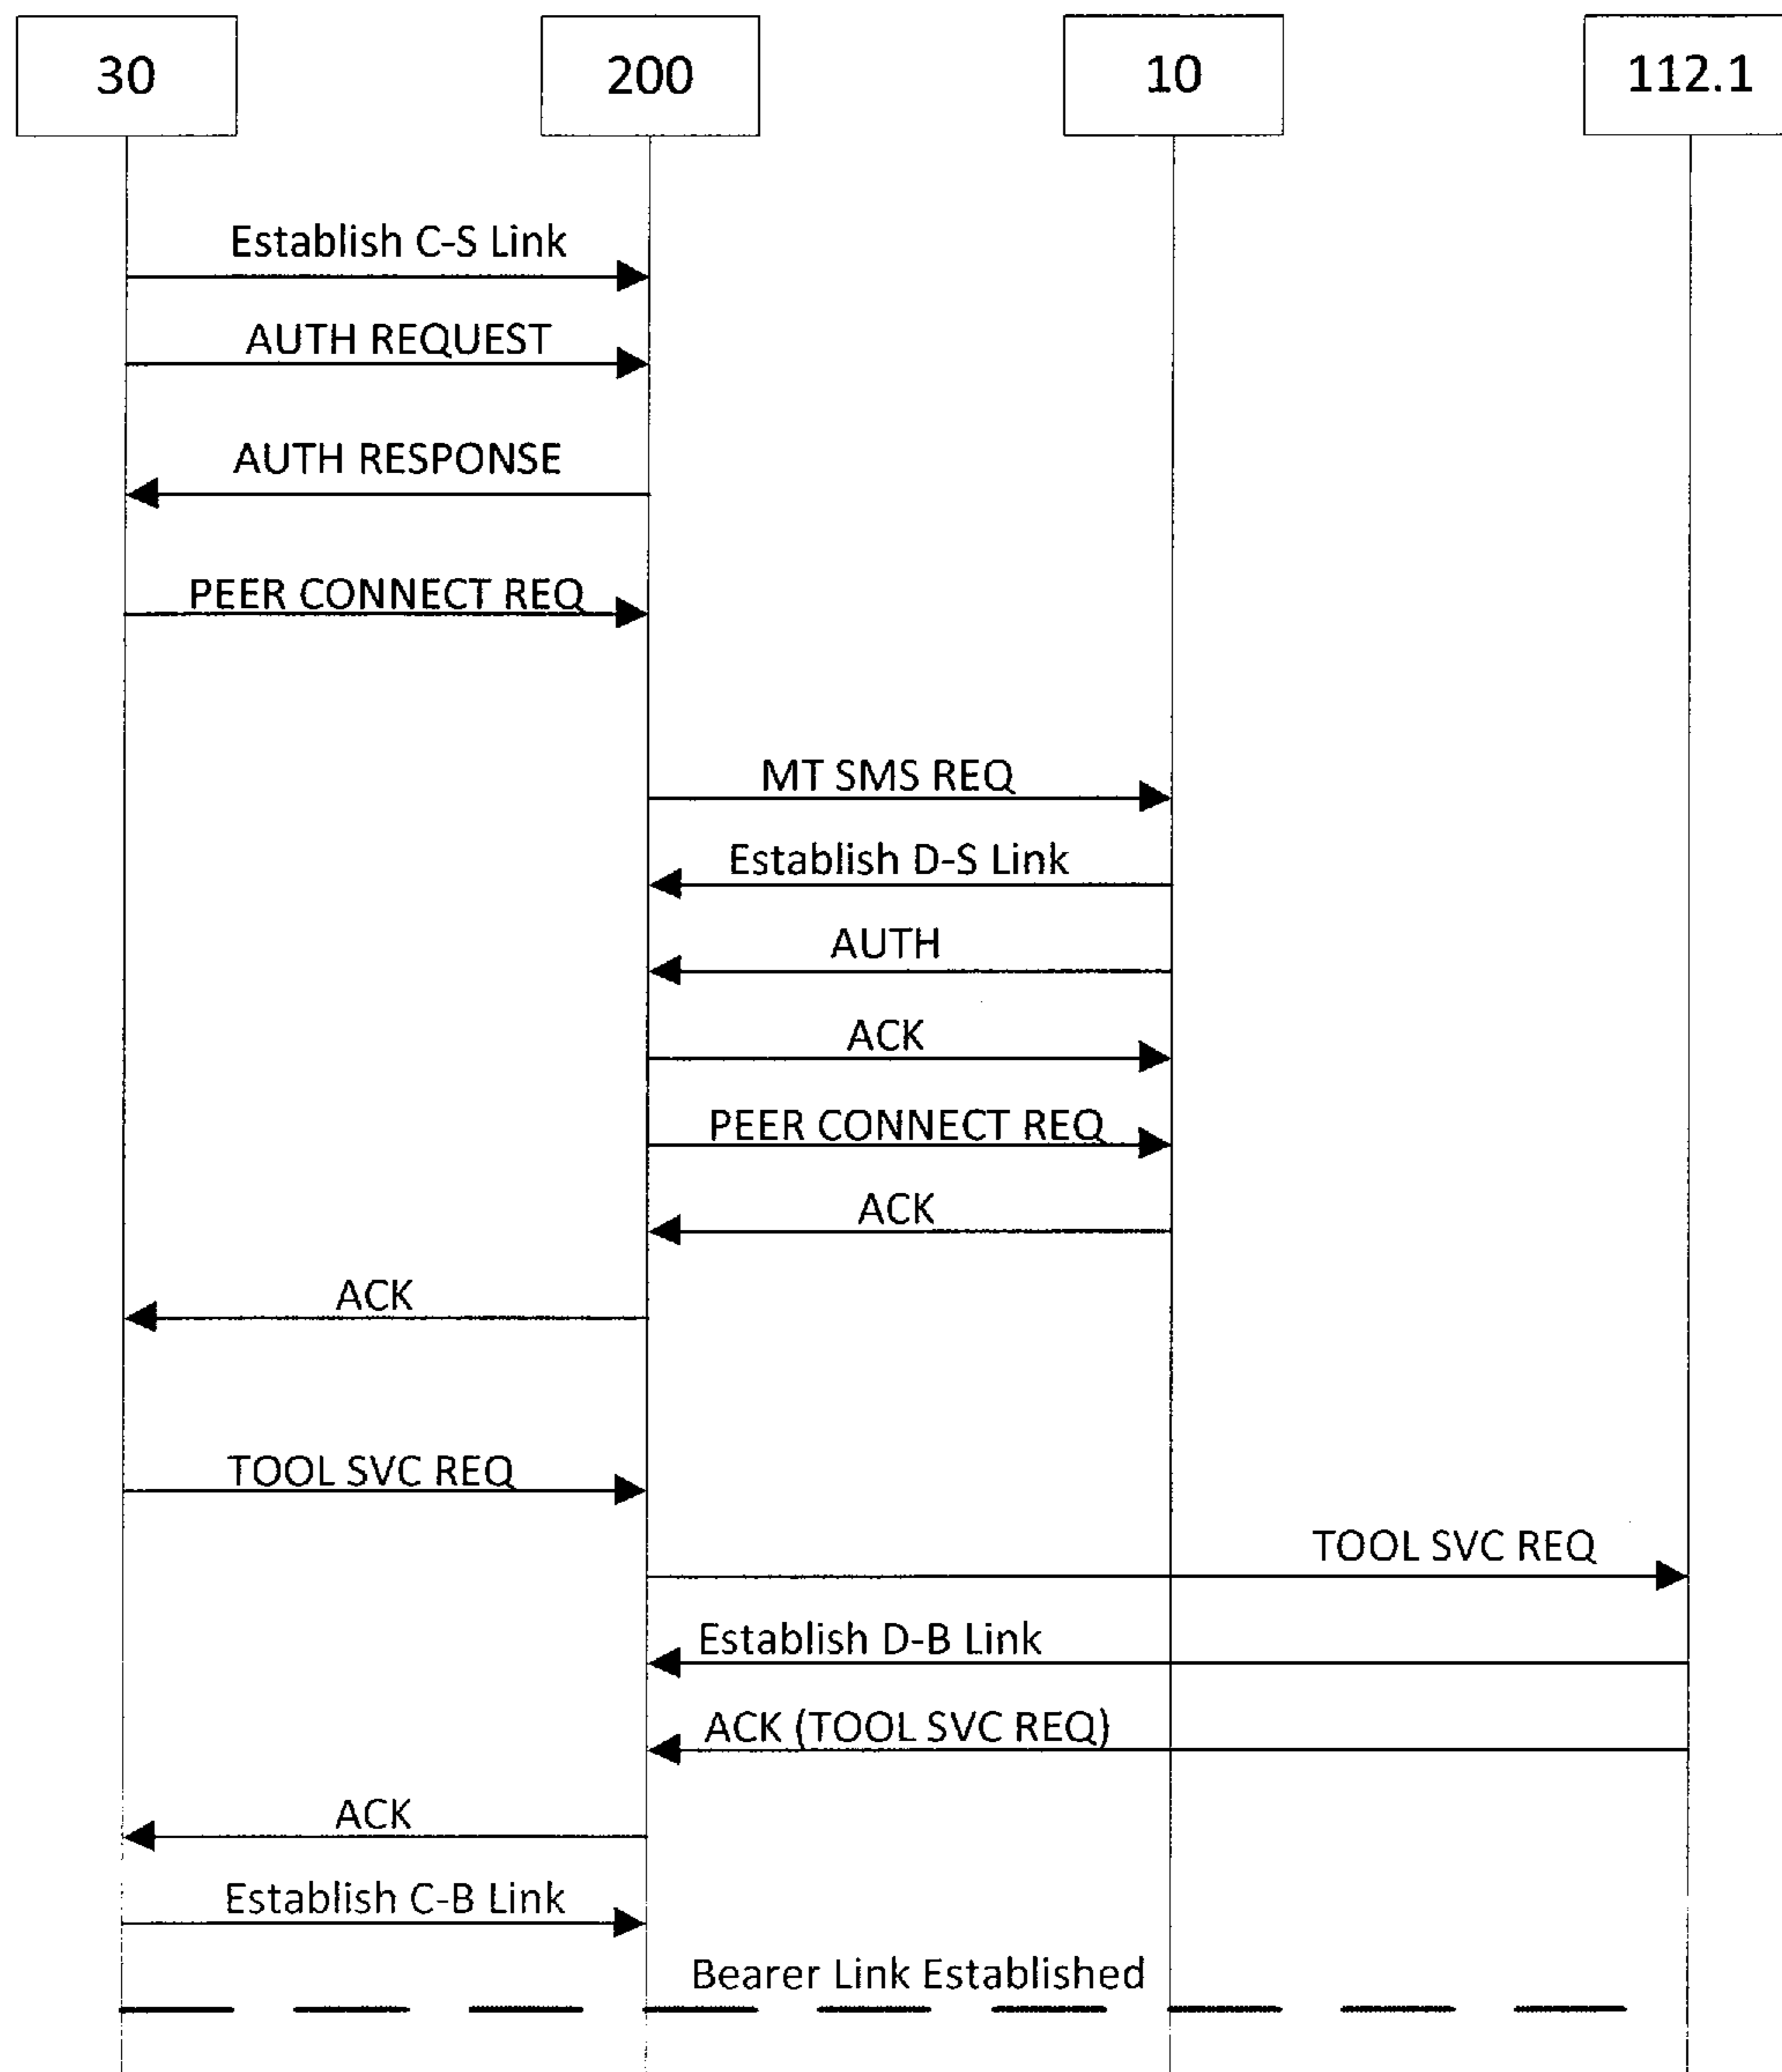 30
200
10
112.1
Establish C-S Link
AUTH REQUEST
AUTH RESPONSE
PEER CONNECT REQ
MT SMS REQ
Establish D-S Link
AUTH
ACK
PEER CONNECT REQ
ACK
ACK
TOOL SVC REQ
TOOL SVC REQ
Establish D-B Link
ACK (TOOL SVC REQ)
ACK
Establish C-B Link
Bearer Link Established